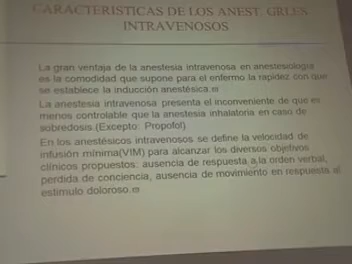 CARACTERISTICAS DE LOS ANEST. GRLES.
INTRAVENOSOS
La gran ventaja de la anestesia intravenosa en anestesiología
es la comodidad que supone para el enfermo la rapidez con que
se establece la inducción anestésica.
La anestesia intravenosa presenta el inconveniente de que es
menos controlable que la anestesia inhalatoria en caso de
sobredosis.(Excepto: Propofol)
En los anestésicos intravenosos se define la velocidad de
infusión mínima(VIM) para alcanzar los diversos objetivos
clínicos propuestos: ausencia de respuesta a la orden verbal,
perdida de conciencia, ausencia de movimiento en respuesta al
estimulo doloroso.